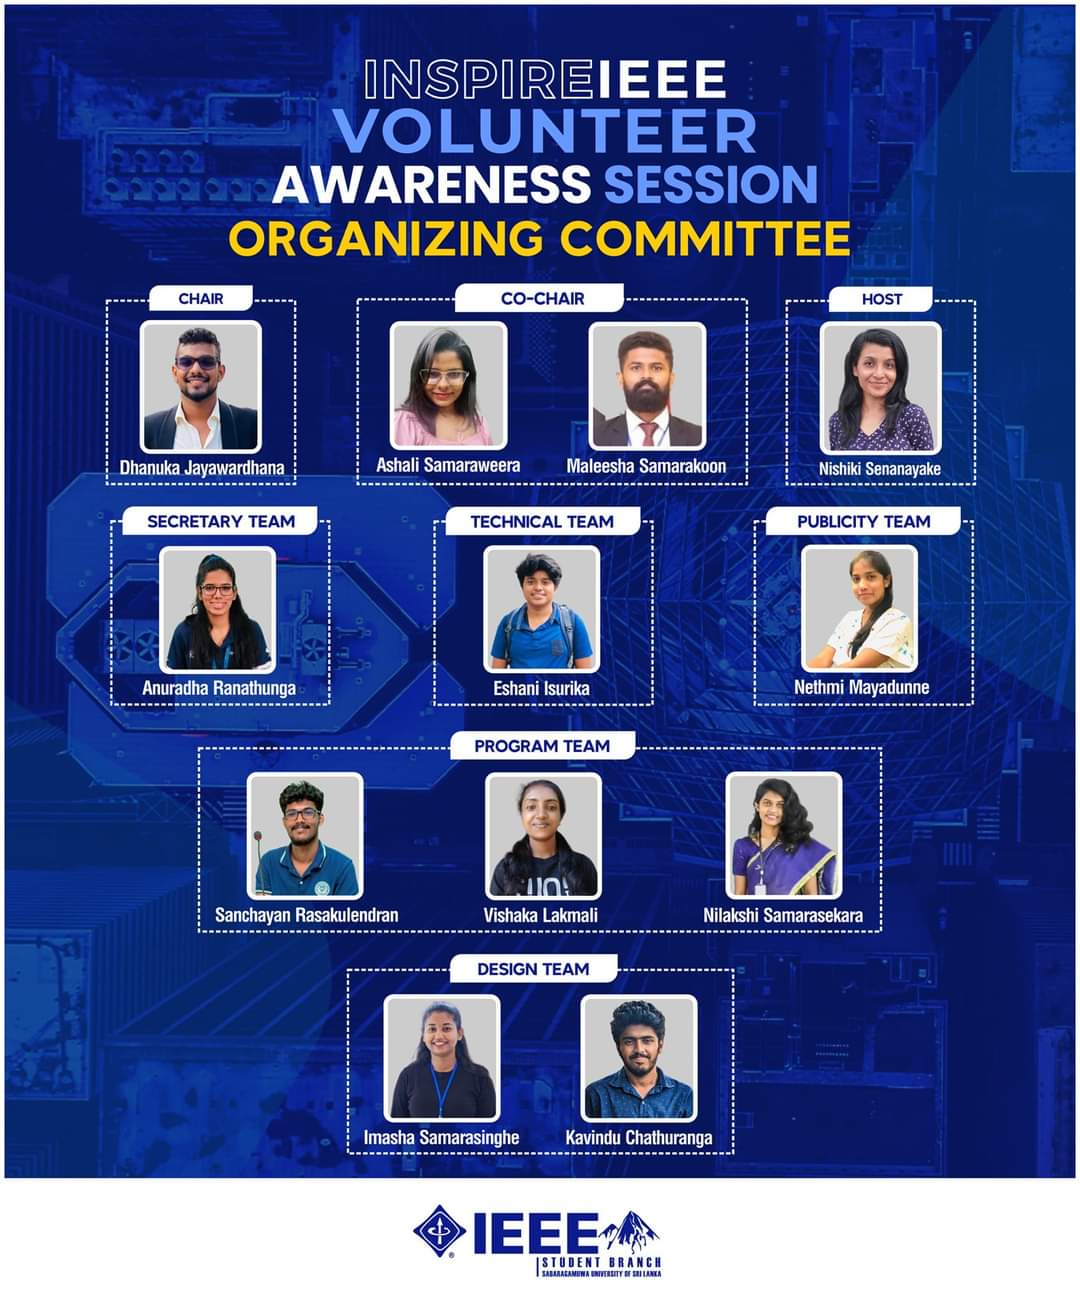 INSPIREIEEE
VOLUNTEER
AWARENESS SESSION
ORGANIZING COMMITTEE
CHAIR
Dhanuka Jayawardhana
CO-CHAIR
Ashali Samaraweera
Maleesha Samarakoon
HOST
Nishiki Senanayake
SECRETARY TEAM
Anuradha Ranathunga
TECHNICAL TEAM
Eshani Isurika
PUBLICITY TEAM
Nethmi Mayadunne
PROGRAM TEAM
Sanchayan Rasakulendran
Vishaka Lakmali
Nilakshi Samarasekara
DESIGN TEAM
Imasha Samarasinghe
Kavindu Chathuranga
® IEEE
STUDENT BRANCH
SABARAGAMUWA UNIVERSITY OF SRI LANKA